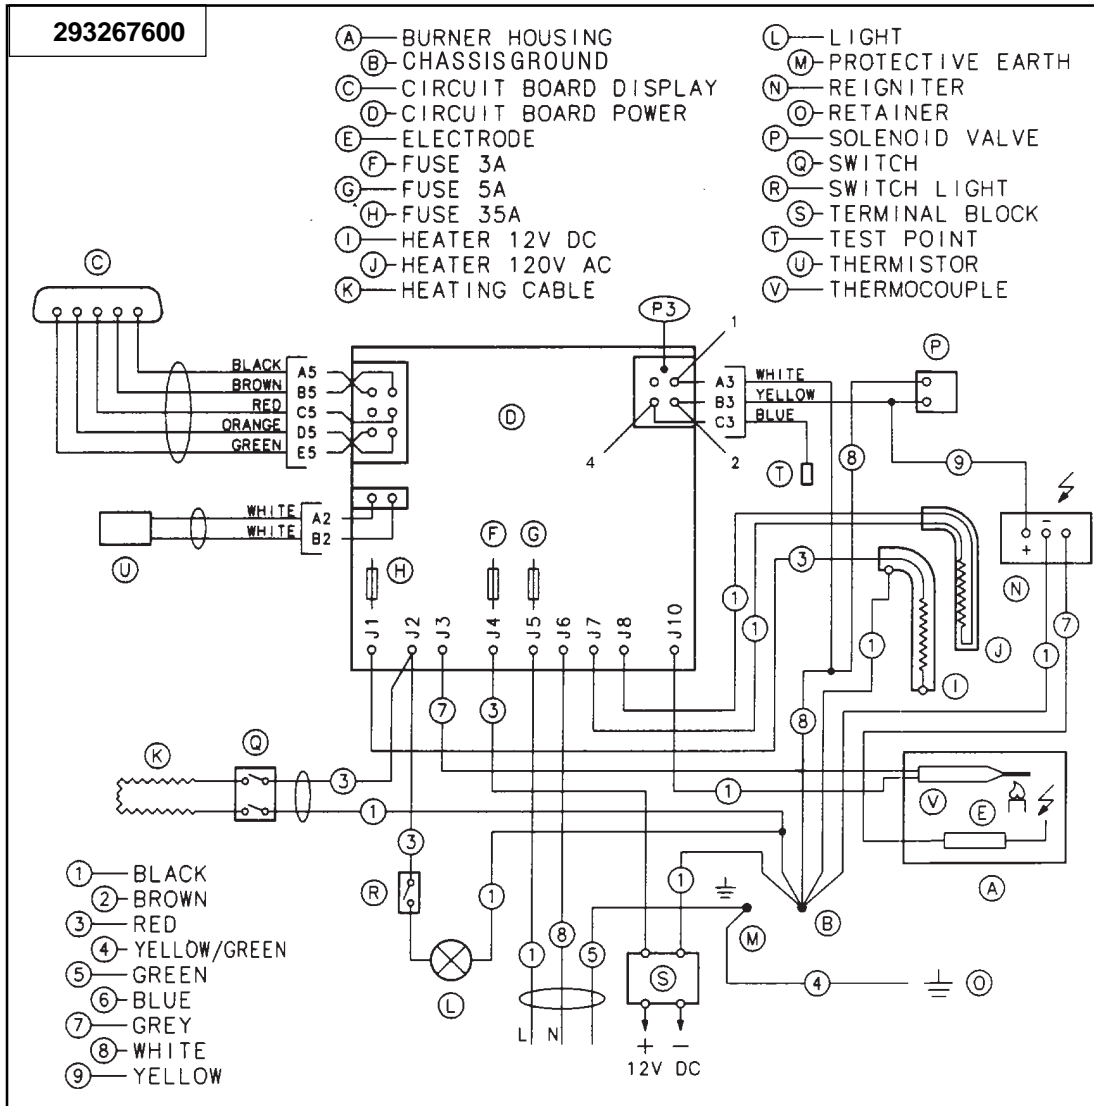 293267600
A BURNER HOUSING
B CHASSIS GROUND
C CIRCUIT BOARD DISPLAY
D CIRCUIT BOARD POWER
E ELECTRODE
F FUSE 3A
G FUSE 5A
H FUSE 35A
I HEATER 12V DC
J HEATER 120V AC
K HEATING CABLE
L LIGHT
M PROTECTIVE EARTH
N REIGNITER
O RETAINER
P SOLENOID VALVE
Q SWITCH
R SWITCH LIGHT
S TERMINAL BLOCK
T TEST POINT
U THERMISTOR
V THERMOCOUPLE
C
BLACK A5
BROWN B5
RED C5
ORANGE D5
GREEN E5
D
P3
1
A3 WHITE
B3 YELLOW
C3 BLUE
4
2
P
T
8
9
WHITE A2
WHITE B2
U
H
F
G
3
+
-
N
1
1
1
7
1
J
I
J1
J2
J3
J4
J5
J6
J7
J8
J10
7
3
8
K
Q
3
1
1
V
E
A
3
R
1
1
L
1
8
5
M
B
S
4
O
L
N
+
-
12V DC
1 BLACK
2 BROWN
3 RED
4 YELLOW/GREEN
5 GREEN
6 BLUE
7 GREY
8 WHITE
9 YELLOW